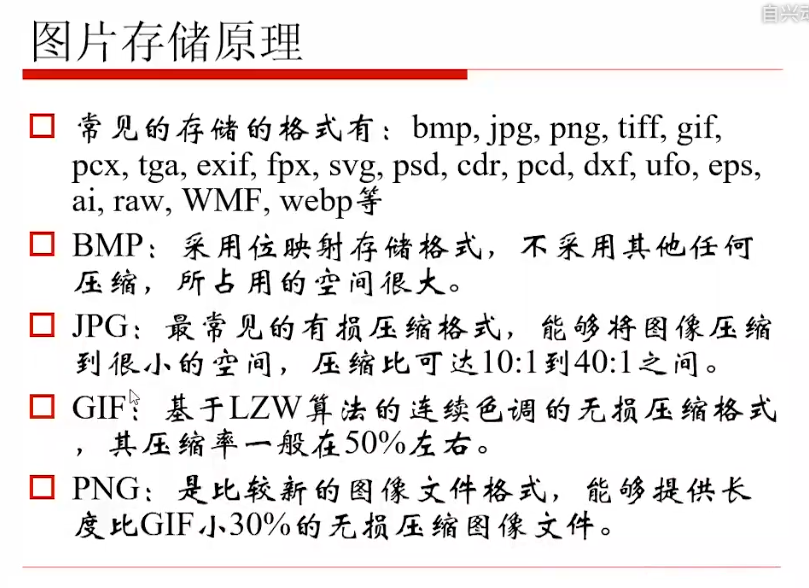 自兴动
图片存储原理
常见的存储的格式有：bmp, jpg, png, tiff, gif,
pcx, tga, exif, fpx, svg, psd, cdr, pcd, dxf, ufo, eps,
ai, raw, WMF, webp等
BMP：采用位映射存储格式，不采用其他任何
压缩，所占用的空间很大。
JPG：最常见的有损压缩格式，能够将图像压缩
到很小的空间，压缩比可达10:1到40:1之间。
GIF：基于LZW算法的连续色调的无损压缩格式
，其压缩率一般在50%左右。
PNG：是比较新的图像文件格式，能够提供长
度比GIF小30%的无损压缩图像文件。